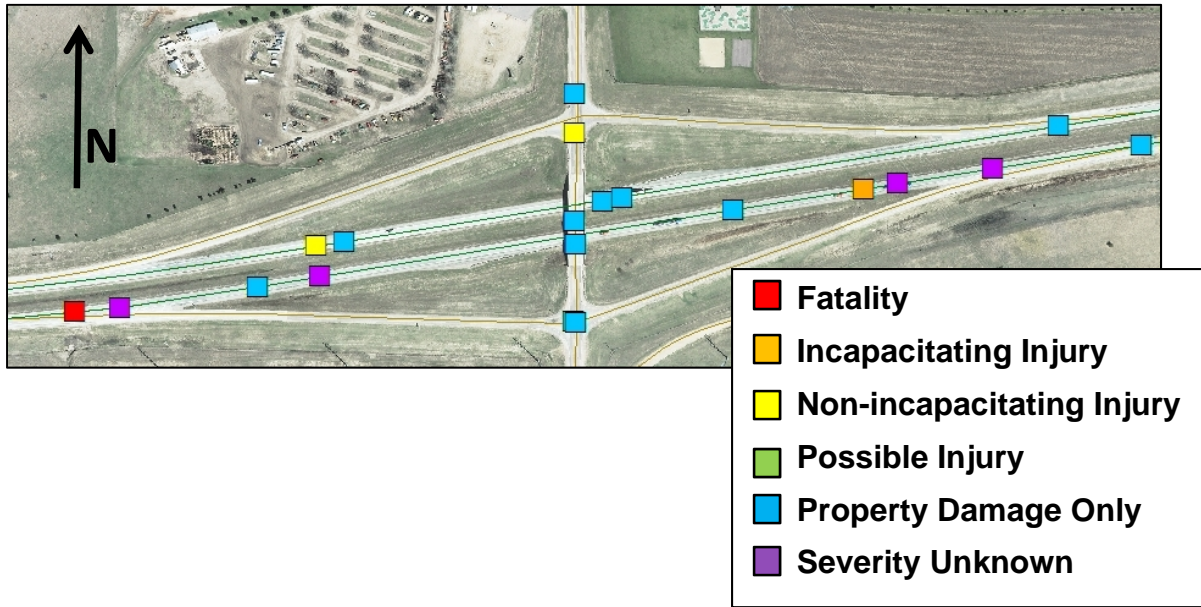 N
Fatality
Incapacitating Injury
Non-incapacitating Injury
Possible Injury
Property Damage Only
Severity Unknown